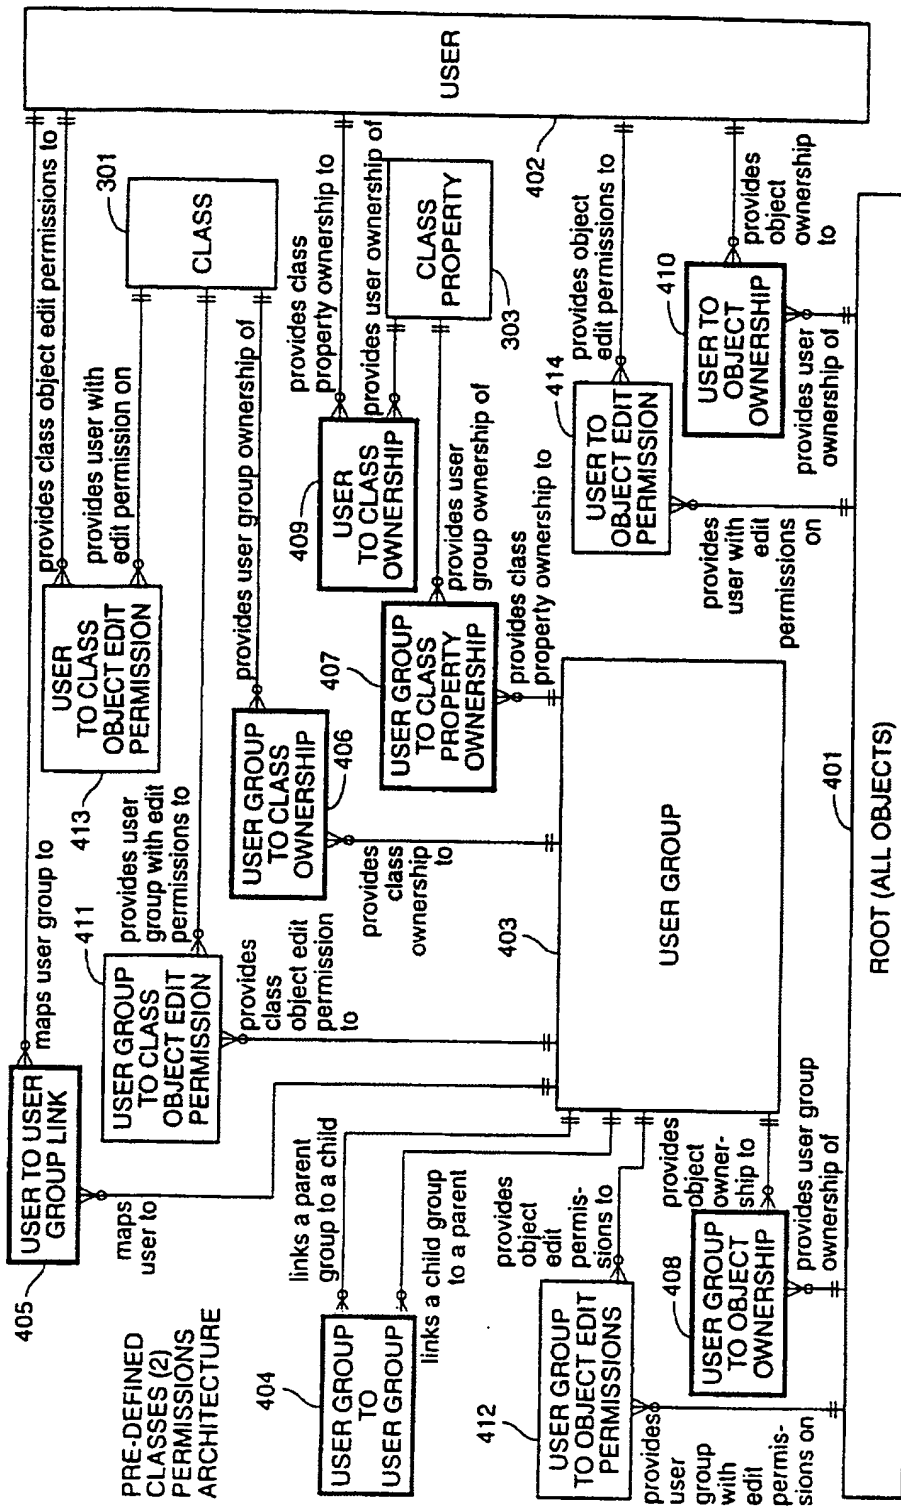 PRE-DEFINED
CLASSES (2)
PERMISSIONS
ARCHITECTURE
405
USER TO USER
GROUP LINK
maps user group to
maps
user to
USER
402
provides class object edit permissions to
413
USER
TO CLASS
OBJECT EDIT
PERMISSION
provides user with
edit permission on
301
CLASS
411
USER GROUP
TO CLASS
OBJECT EDIT
PERMISSION
provides user
group with edit
permissions to
provides
class
object edit
permission
to
USER GROUP
TO CLASS
OWNERSHIP
406
provides user group ownership of
provides class
ownership
to
409
USER
TO CLASS
OWNERSHIP
provides class
property ownership to
provides user ownership of
CLASS
PROPERTY
303
407
USER GROUP
TO CLASS
PROPERTY
OWNERSHIP
provides user
group ownership of
provides class
property ownership to
404
USER GROUP
TO
USER GROUP
links a parent
group to a child
links a child group
to a parent
403
USER GROUP
412
USER GROUP
TO OBJECT EDIT
PERMISSIONS
provides
object
edit
permis-
sions to
provides
user
group
with
edit
permis-
sions on
408
USER GROUP
TO OBJECT
OWNERSHIP
provides
object
owner-
ship to
provides user group
ownership of
414
USER TO
OBJECT EDIT
PERMISSION
provides object
edit permissions to
provides
user with
edit
permissions
on
410
USER TO
OBJECT
OWNERSHIP
provides
object
ownership
to
provides user
ownership of
401
ROOT (ALL OBJECTS)